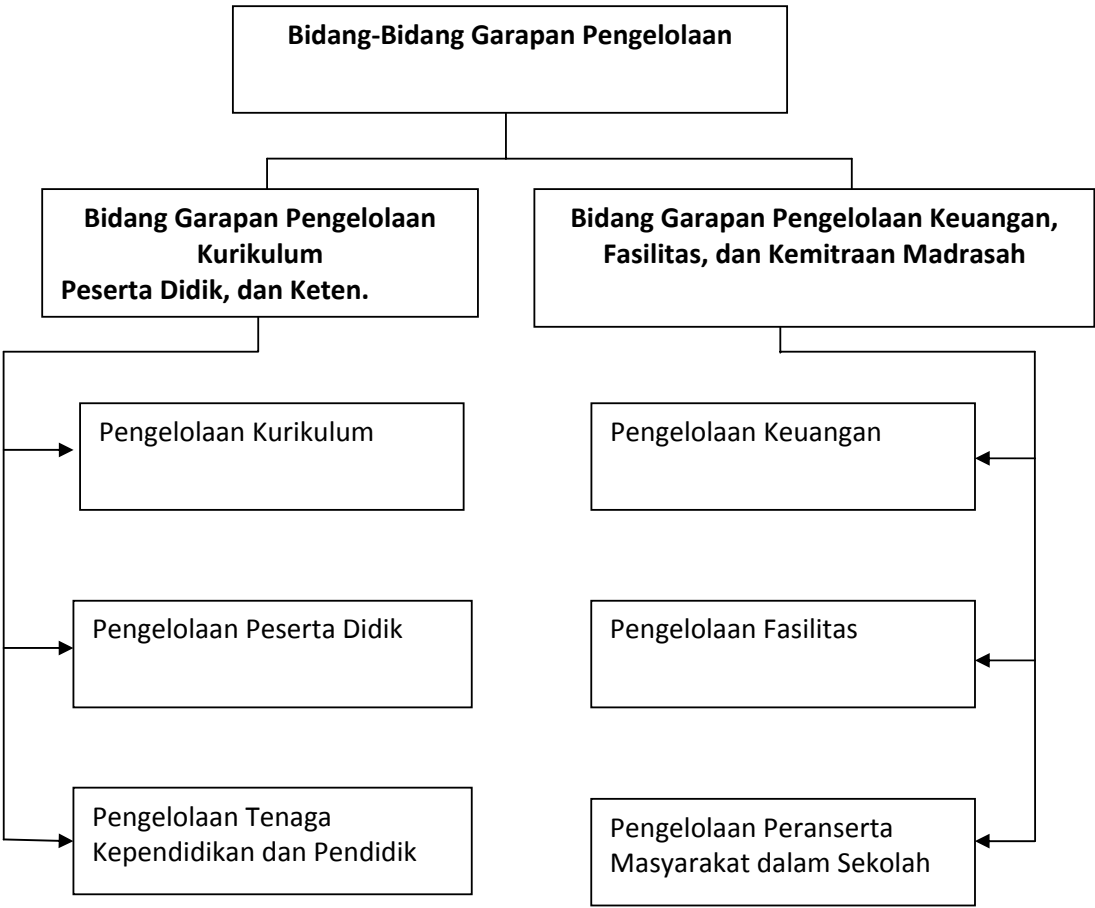 Bidang-Bidang Garapan Pengelolaan
Bidang Garapan Pengelolaan
Kurikulum
Peserta Didik, dan Keten.
Bidang Garapan Pengelolaan Keuangan,
Fasilitas, dan Kemitraan Madrasah
Pengelolaan Kurikulum
Pengelolaan Keuangan
Pengelolaan Peserta Didik
Pengelolaan Fasilitas
Pengelolaan Tenaga
Kependidikan dan Pendidik
Pengelolaan Peranserta
Masyarakat dalam Sekolah